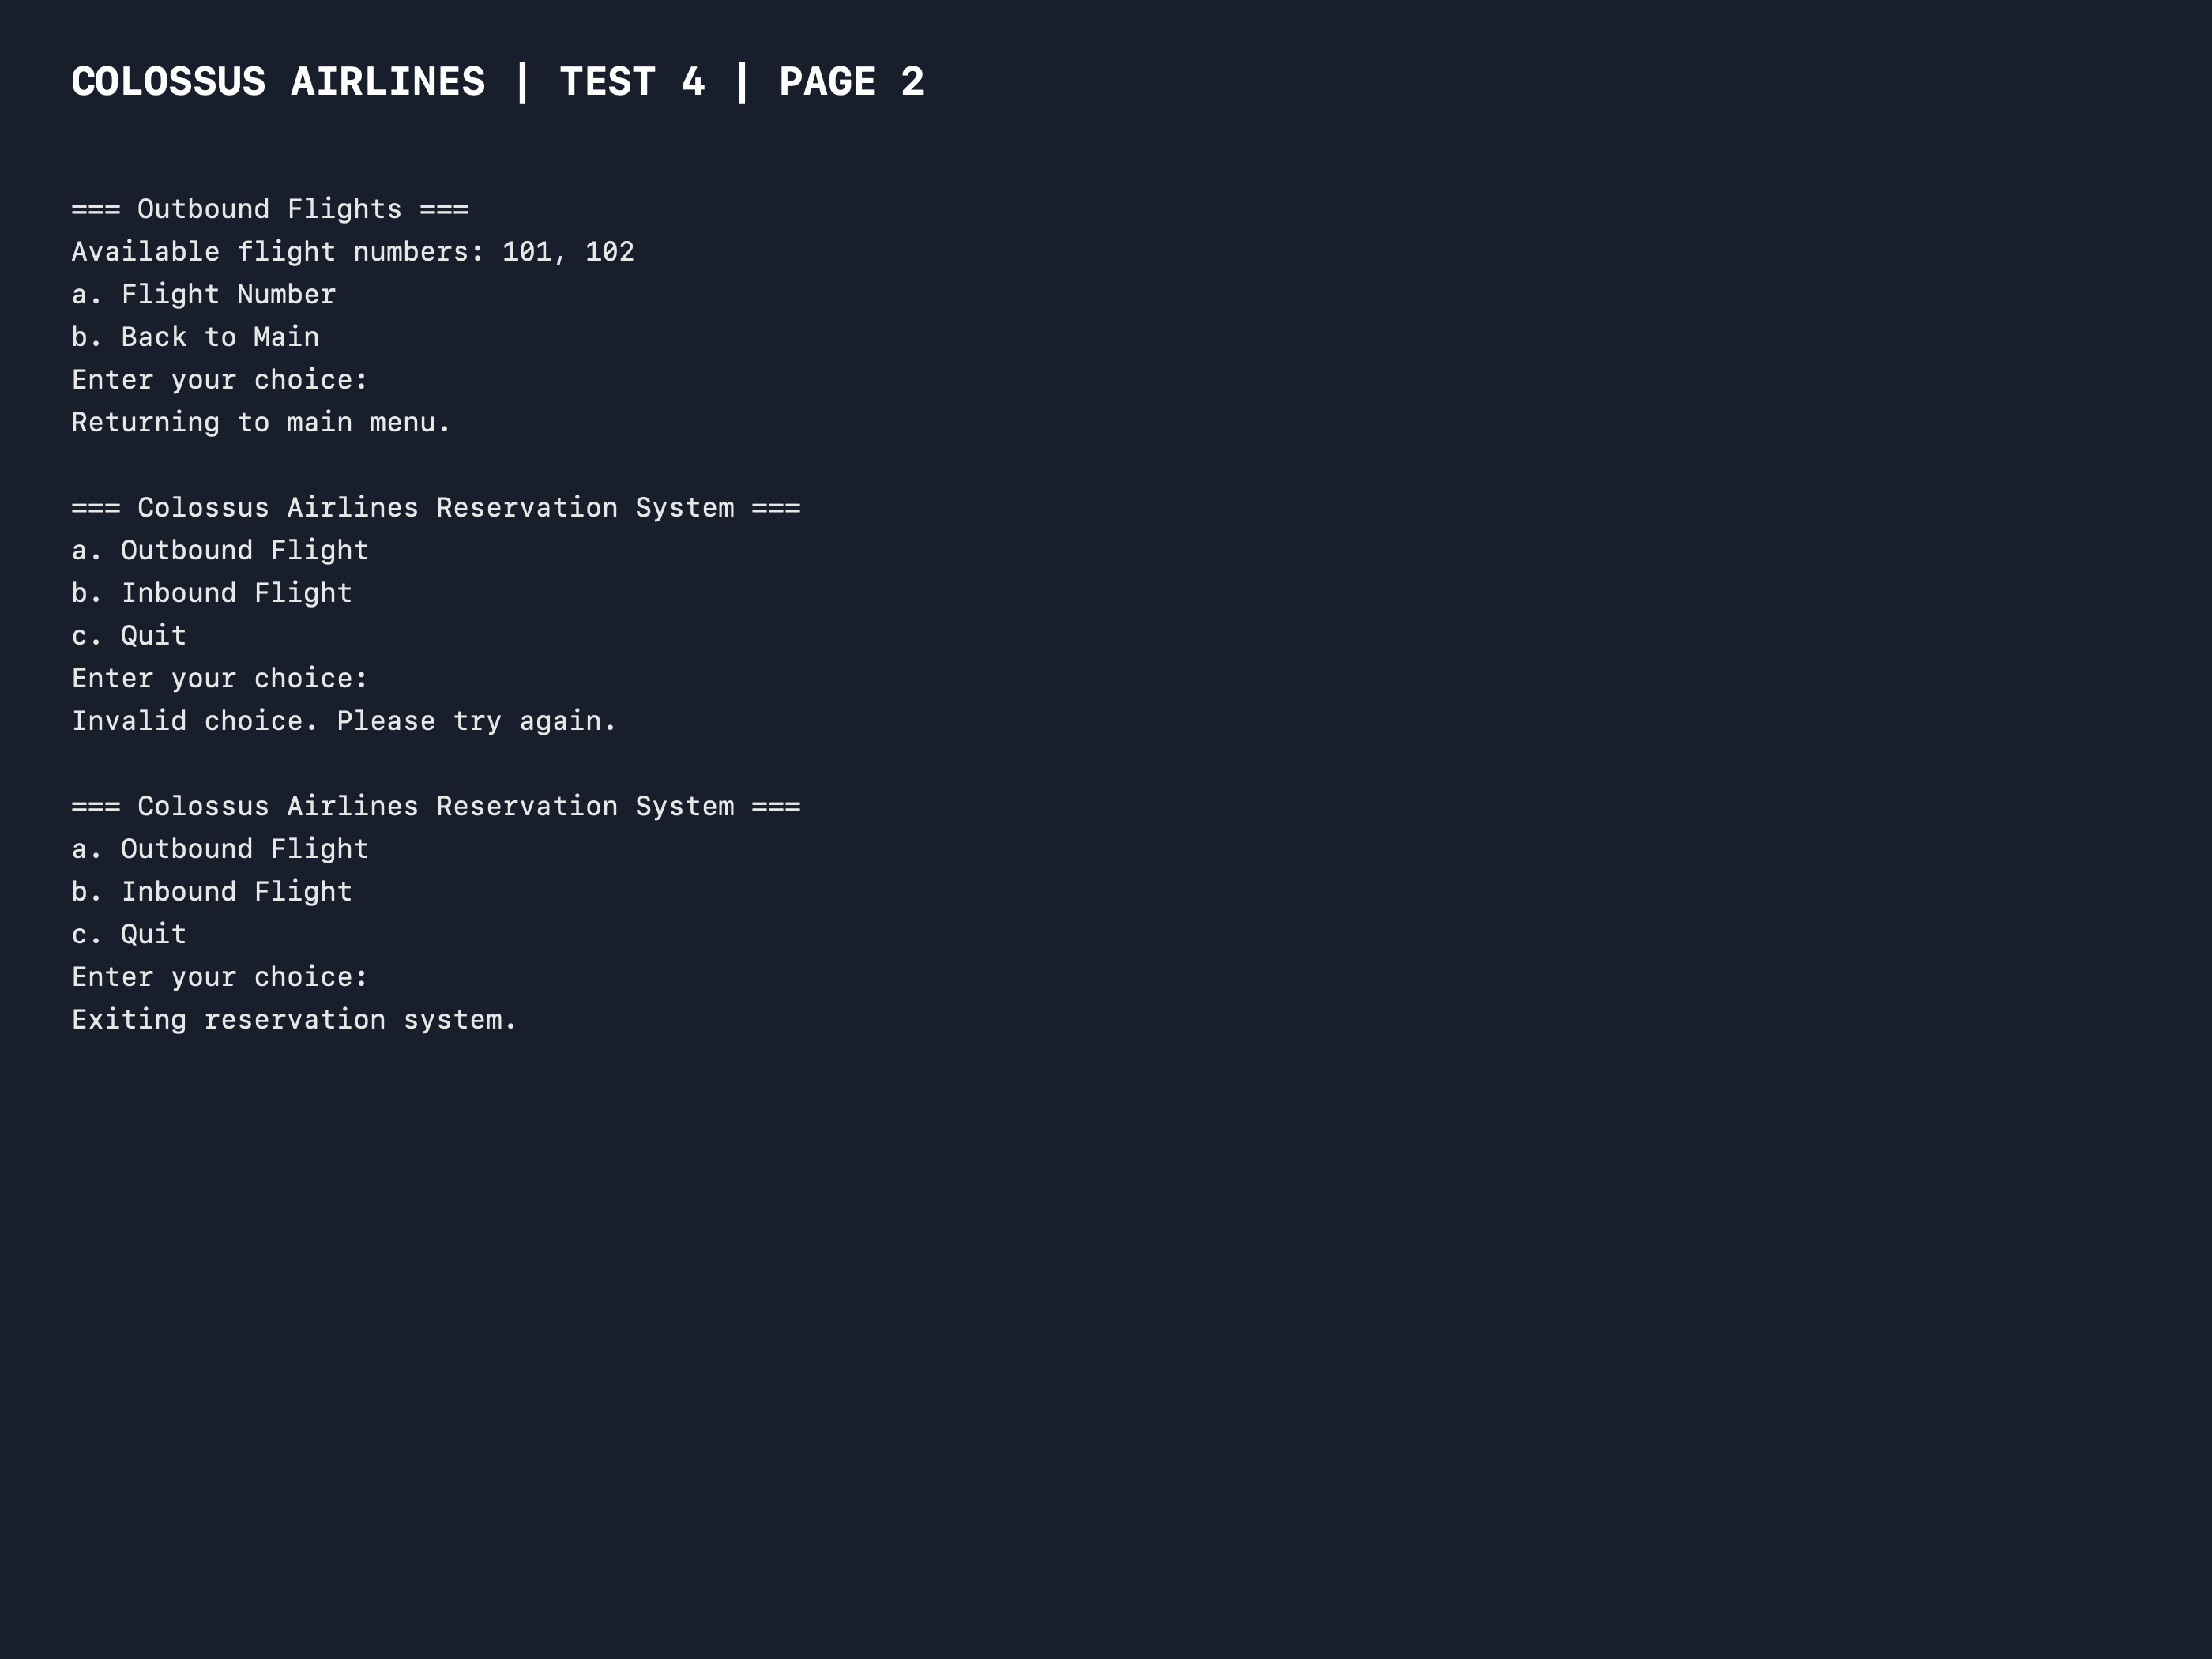 COLOSSUS AIRLINES | TEST 4 | PAGE 2
=== Outbound Flights ===
Available flight numbers: 101, 102
a. Flight Number
b. Back to Main
Enter your choice:
Returning to main menu.
=== Colossus Airlines Reservation System ===
a. Outbound Flight
b. Inbound Flight
c. Quit
Enter your choice:
Invalid choice. Please try again.
=== Colossus Airlines Reservation System ===
a. Outbound Flight
b. Inbound Flight
c. Quit
Enter your choice:
Exiting reservation system.